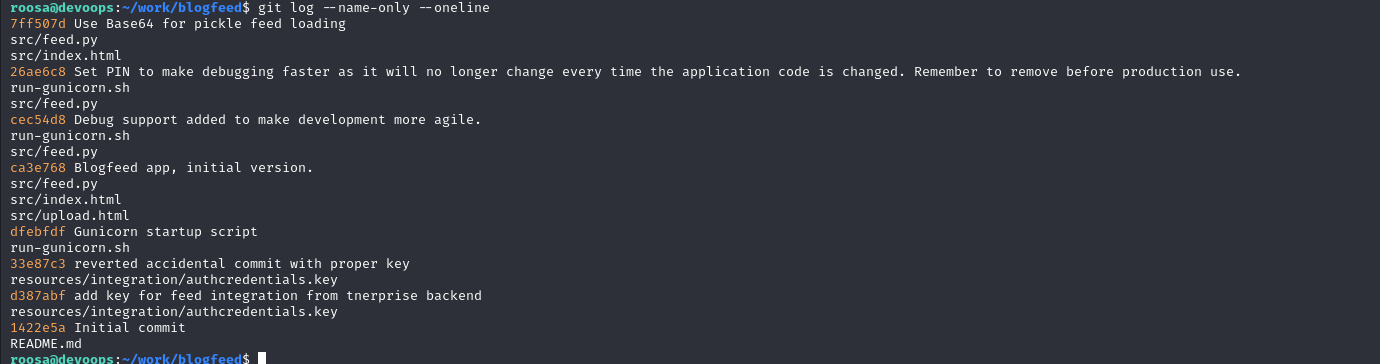 roosa@devoops:~/work/blogfeed$ git log --name-only --oneline
7ff507d Use Base64 for pickle feed loading
src/feed.py
src/index.html
26ae6c8 Set PIN to make debugging faster as it will no longer change every time the application code is changed. Remember to remove before production use.
run-gunicorn.sh
src/feed.py
cec54d8 Debug support added to make development more agile.
run-gunicorn.sh
src/feed.py
ca3e768 Blogfeed app, initial version.
src/feed.py
src/index.html
src/upload.html
dfebfdf Gunicorn startup script
run-gunicorn.sh
33e87c3 reverted accidental commit with proper key
resources/integration/authcredentials.key
d387abf add key for feed integration from tnerprise backend
resources/integration/authcredentials.key
1422e5a Initial commit
README.md
roosa@devoops:~/work/blogfeed$